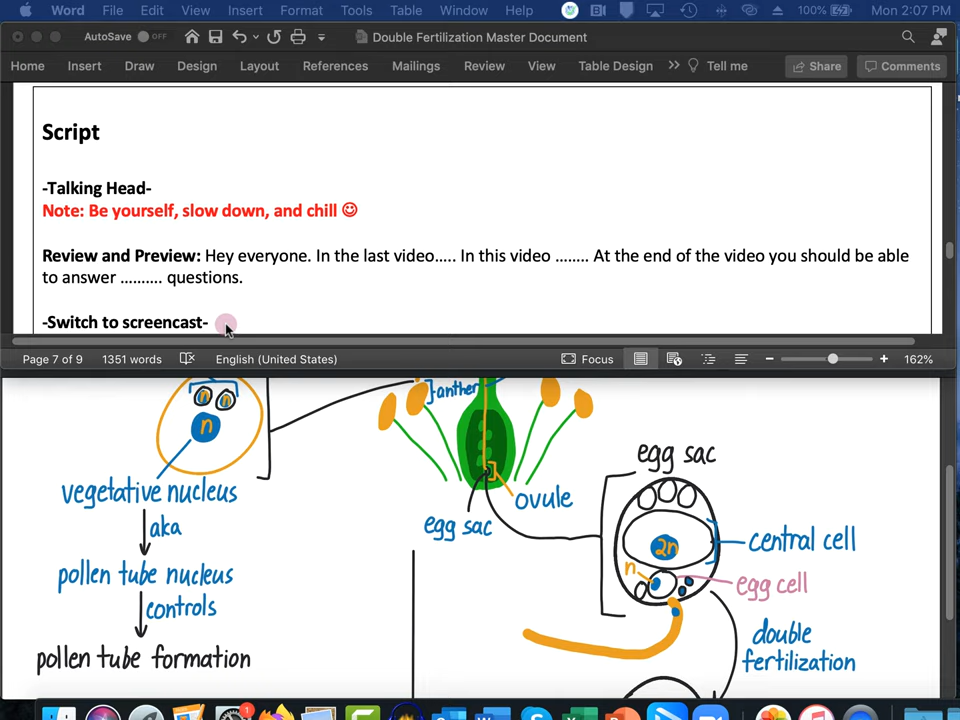 Word File Edit View Insert Format Tools Table Window Help 100% Mon 2:07 PM
AutoSave OFF Double Fertilization Master Document
Home Insert Draw Design Layout References Mailings Review View Table Design Tell me Share Comments
Script
-Talking Head-
Note: Be yourself, slow down, and chill ☺
Review and Preview: Hey everyone. In the last video..... In this video ........ At the end of the video you should be able
to answer .......... questions.
-Switch to screencast-
Page 7 of 9 1351 words English (United States) Focus 162%
n n
n
vegetative nucleus
aka
pollen tube nucleus
controls
pollen tube formation
anther
ovule
egg sac
egg sac
2n
central cell
n
egg cell
double
fertilization
1